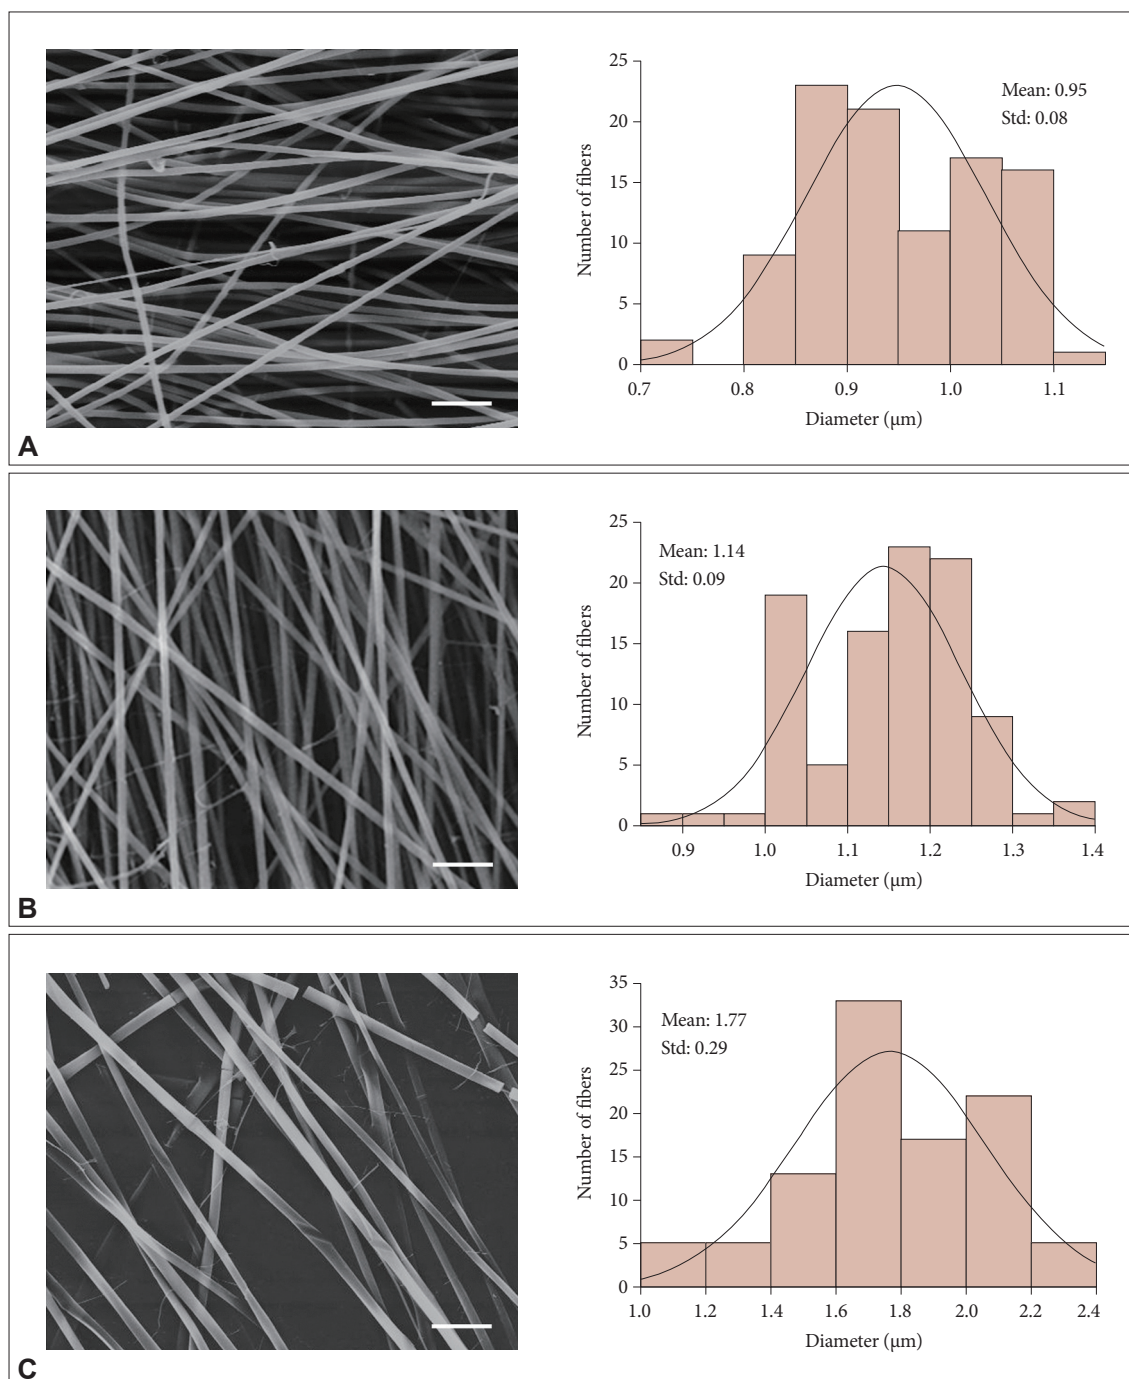 25
20
15
10
5
0
Number of fibers
Mean: 0.95
Std: 0.08
0.7 0.8 0.9 1.0 1.1
Diameter (μm)
A
25
20
15
10
5
0
Number of fibers
Mean: 1.14
Std: 0.09
0.9 1.0 1.1 1.2 1.3 1.4
Diameter (μm)
B
35
30
25
20
15
10
5
0
Number of fibers
Mean: 1.77
Std: 0.29
1.0 1.2 1.4 1.6 1.8 2.0 2.2 2.4
Diameter (μm)
C